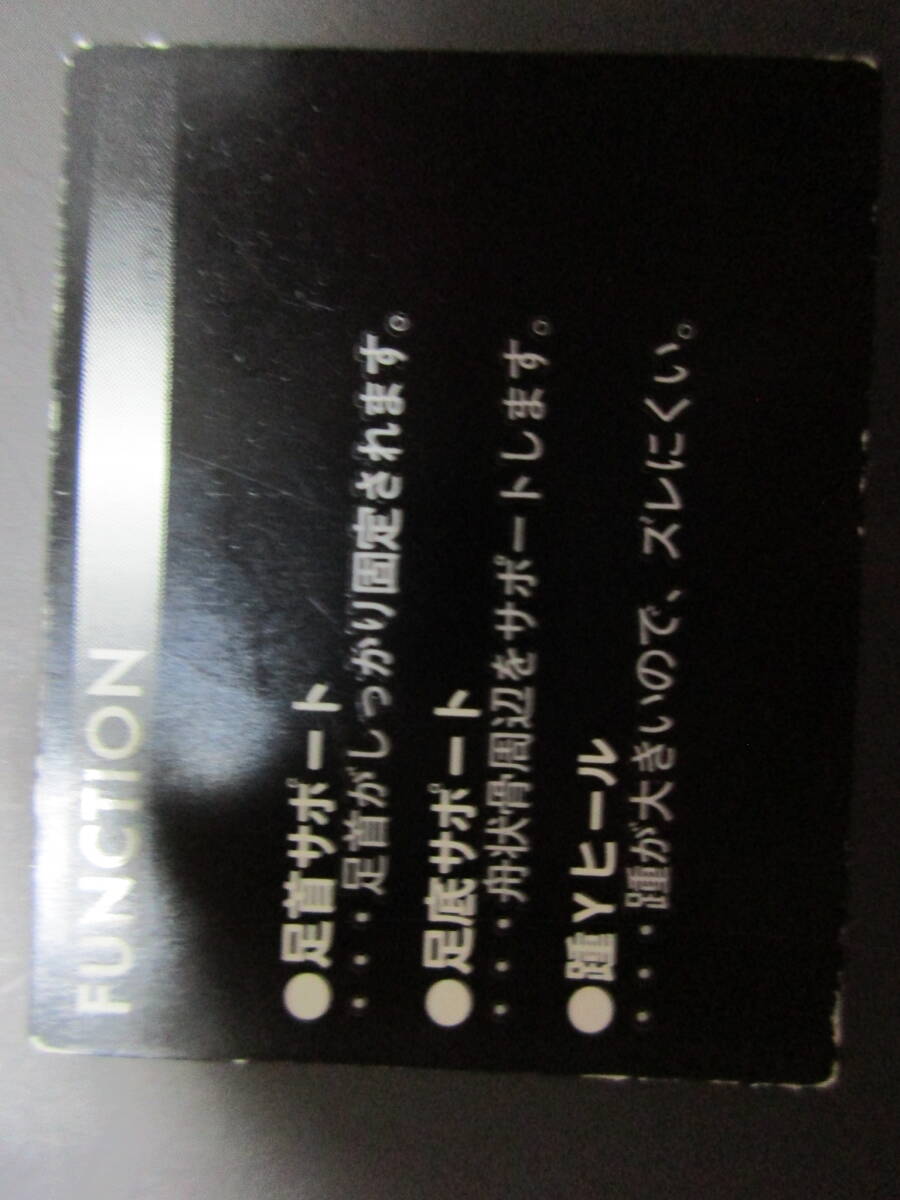 FUNCTION
●足首サポート
・・・足首がしっかり固定されます。
●足底サポート
・・・舟状骨周辺をサポートします。
●踵Yヒール
・・・踵が大きいので、ズレにくい。